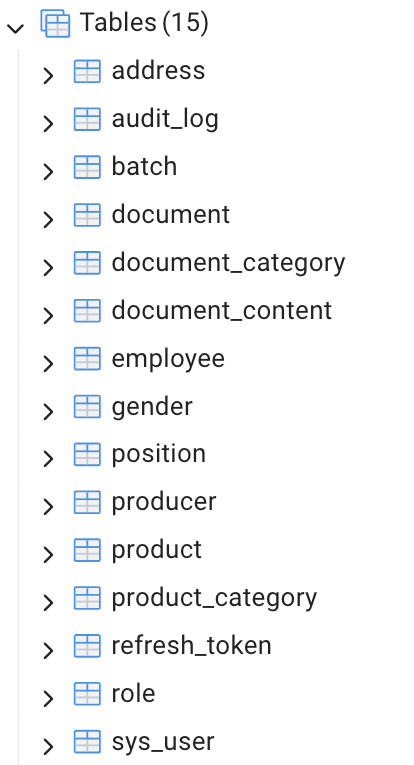 Tables (15)
address
audit_log
batch
document
document_category
document_content
employee
gender
position
producer
product
product_category
refresh_token
role
sys_user